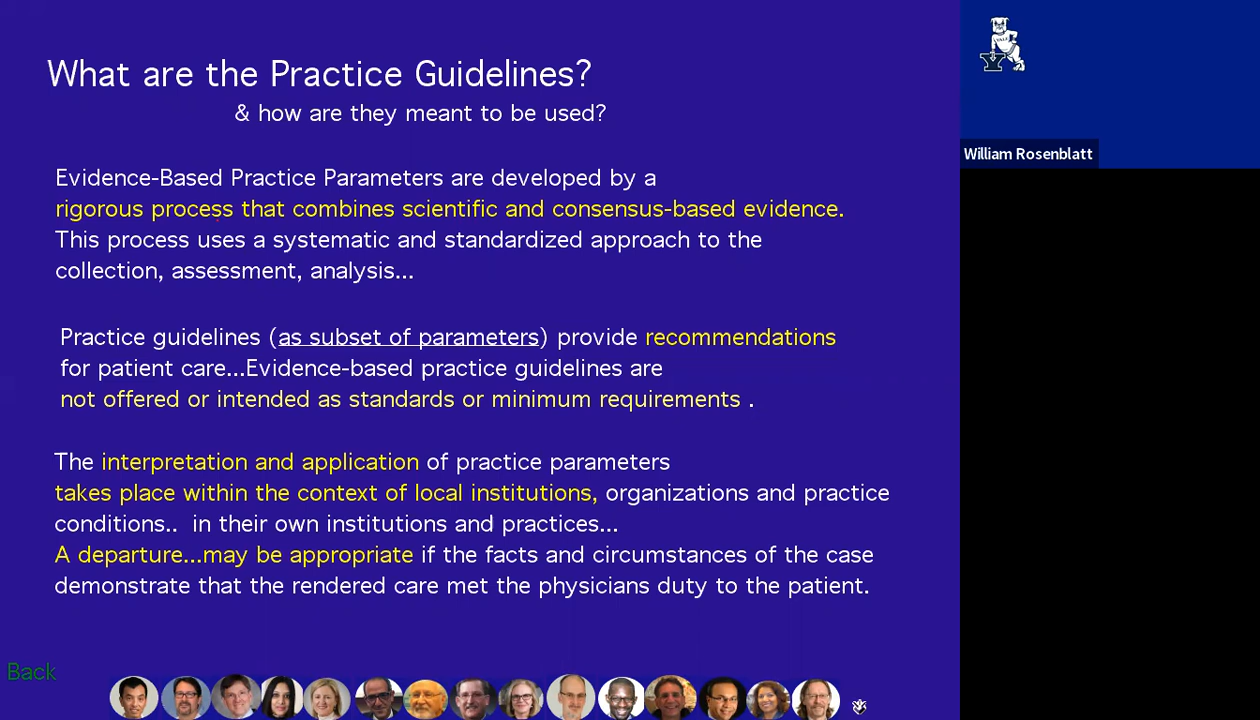 What are the Practice Guidelines?
& how are they meant to be used?
Evidence-Based Practice Parameters are developed by a
rigorous process that combines scientific and consensus-based evidence.
This process uses a systematic and standardized approach to the
collection, assessment, analysis...
Practice guidelines (as subset of parameters) provide recommendations
for patient care...Evidence-based practice guidelines are
not offered or intended as standards or minimum requirements .
The interpretation and application of practice parameters
takes place within the context of local institutions, organizations and practice
conditions.. in their own institutions and practices...
A departure...may be appropriate if the facts and circumstances of the case
demonstrate that the rendered care met the physicians duty to the patient.
Back
YALE
Y
William Rosenblatt